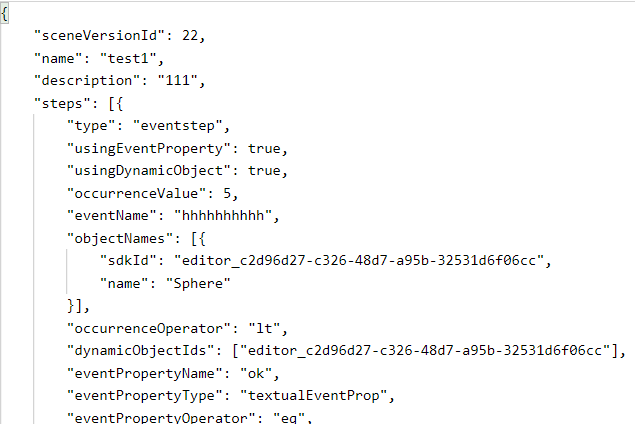 {
"sceneVersionId": 22,
"name": "test1",
"description": "111",
"steps": [{
"type": "eventstep",
"usingEventProperty": true,
"usingDynamicObject": true,
"occurrenceValue": 5,
"eventName": "hhhhhhhhhh",
"objectNames": [{
"sdkId": "editor_c2d96d27-c326-48d7-a95b-32531d6f06cc",
"name": "Sphere"
}],
"occurrenceOperator": "lt",
"dynamicObjectIds": ["editor_c2d96d27-c326-48d7-a95b-32531d6f06cc"],
"eventPropertyName": "ok",
"eventPropertyType": "textualEventProp",
"eventPropertyOperator": "eq",